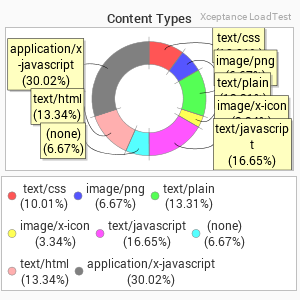 Content Types
Xceptance LoadTest
text/css
image/png
text/plain
image/x-icon
text/javascrip
t
(16.65%)
application/x
-javascript
(30.02%)
text/html
(13.34%)
(none)
(6.67%)
text/css
(10.01%)
image/png
(6.67%)
text/plain
(13.31%)
image/x-icon
(3.34%)
text/javascript
(16.65%)
(none)
(6.67%)
text/html
(13.34%)
application/x-javascript
(30.02%)